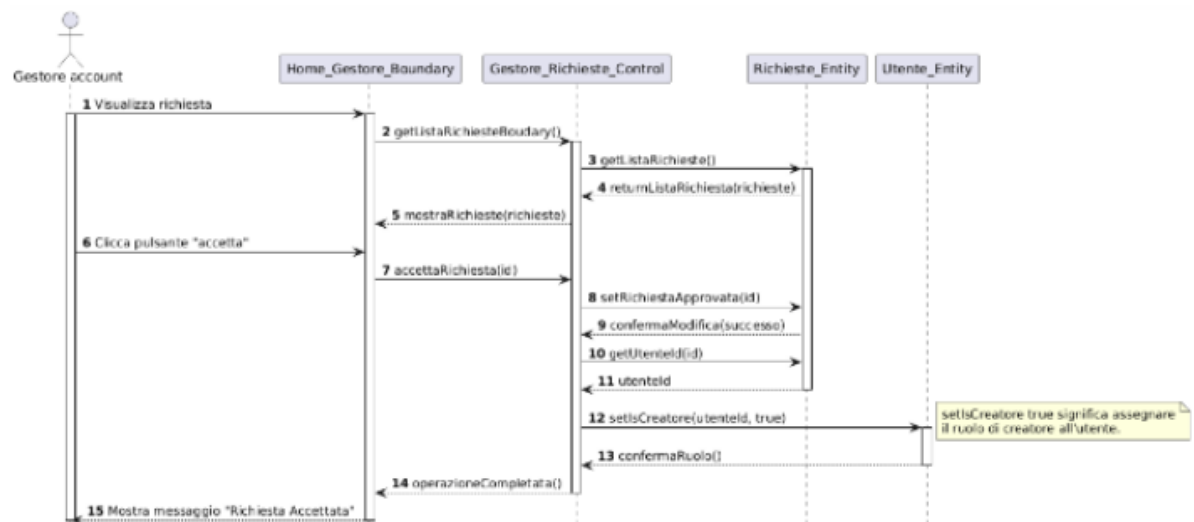 Gestore account
Home_Gestore_Boundary
Gestore_Richieste_Control
Richieste_Entity
Utente_Entity
1 Visualizza richiesta
2 getListaRichiesteBoudary()
3 getListaRichieste()
4 returnListaRichiesta(richieste)
5 mostraRichieste(richieste)
6 Clicca pulsante "accetta"
7 accettaRichiesta(id)
8 setRichiestaApprovata(id)
9 confermaModifica(successo)
10 getUtenteId(id)
11 utenteId
12 setIsCreatore(utenteId, true)
setIsCreatore true significa assegnare
il ruolo di creatore all'utente.
13 confermaRuolo()
14 operazioneCompletata()
15 Mostra messaggio "Richiesta Accettata"